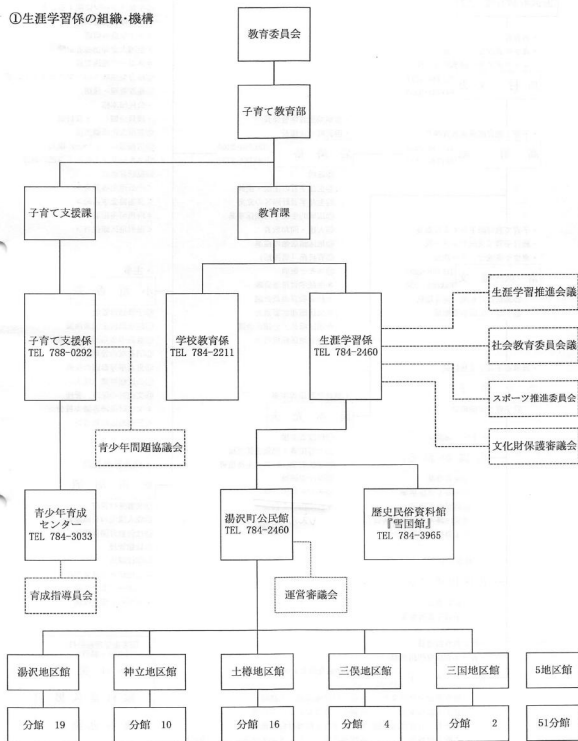 ①生涯学習係の組織・機構
教育委員会
子育て教育部
子育て支援課
教育課
子育て支援係
TEL 788-0292
学校教育係
TEL 784-2211
生涯学習係
TEL 784-2460
生涯学習推進会議
社会教育委員会議
スポーツ推進委員会
文化財保護審議会
青少年問題協議会
青少年育成
センター
TEL 784-3033
湯沢町公民館
TEL 784-2460
歴史民俗資料館
『雪国館』
TEL 784-3965
育成指導員会
運営審議会
湯沢地区館
神立地区館
土樽地区館
三俣地区館
三国地区館
5地区館
分館 19
分館 10
分館 16
分館 4
分館 2
51分館